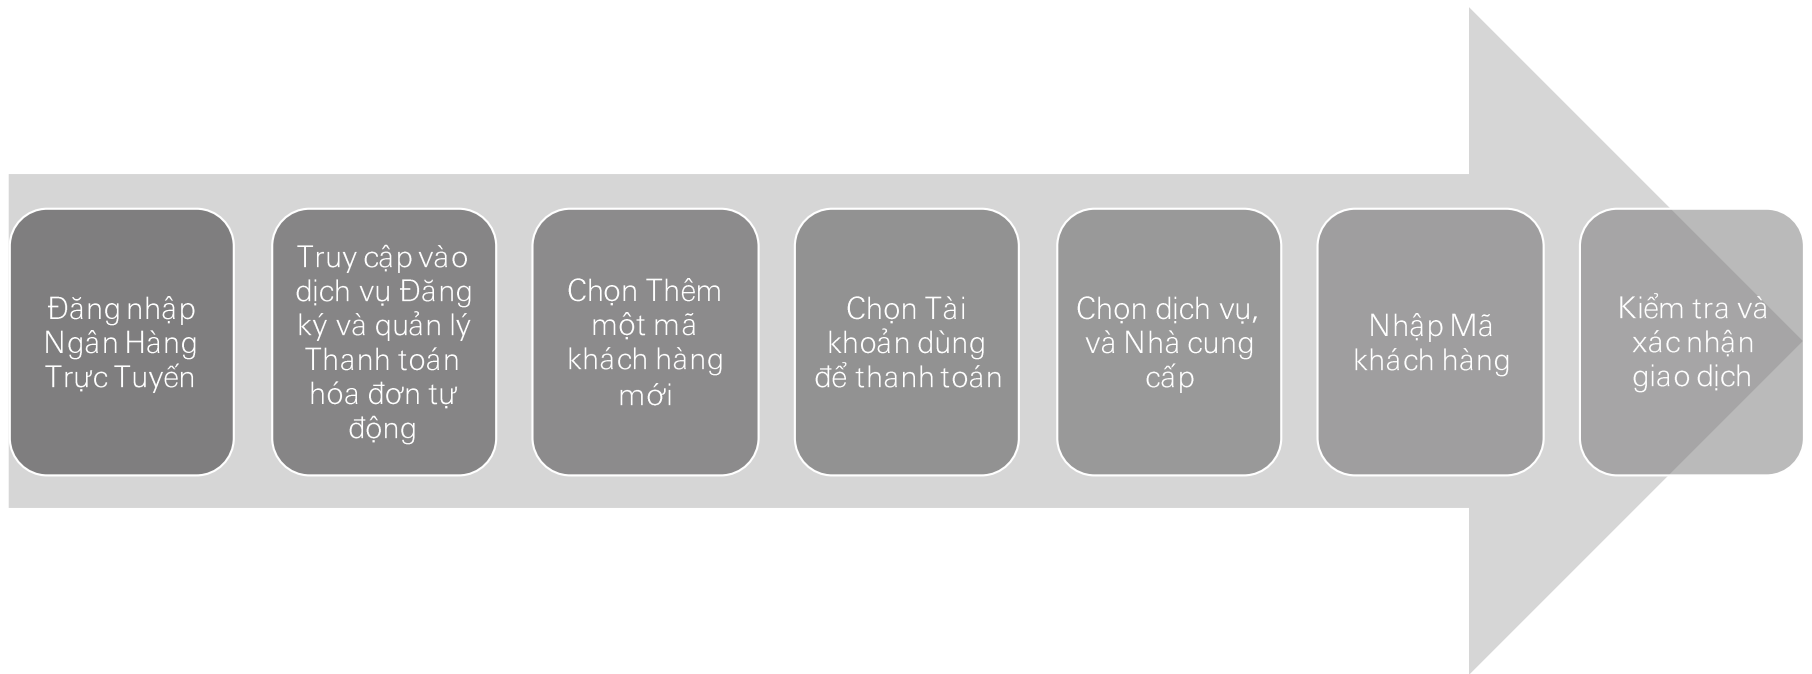 Đăng nhập
Ngân Hàng
Trực Tuyến
Truy cập vào
dịch vụ Đăng
ký và quản lý
Thanh toán
hóa đơn tự
động
Chọn Thêm
một mã
khách hàng
mới
Chọn Tài
khoản dùng
để thanh toán
Chọn dịch vụ,
và Nhà cung
cấp
Nhập Mã
khách hàng
Kiểm tra và
xác nhận
giao dịch